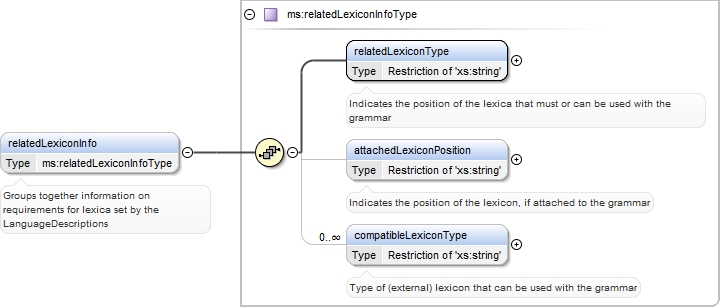 ms:relatedLexiconInfoType
relatedLexiconType
Type Restriction of 'xs:string'
Indicates the position of the lexica that must or can be used with the
grammar
relatedLexiconInfo
Type ms:relatedLexiconInfoType
Groups together information on
requirements for lexica set by the
LanguageDescriptions
attachedLexiconPosition
Type Restriction of 'xs:string'
Indicates the position of the lexicon, if attached to the grammar
0..∞
compatibleLexiconType
Type Restriction of 'xs:string'
Type of (external) lexicon that can be used with the grammar